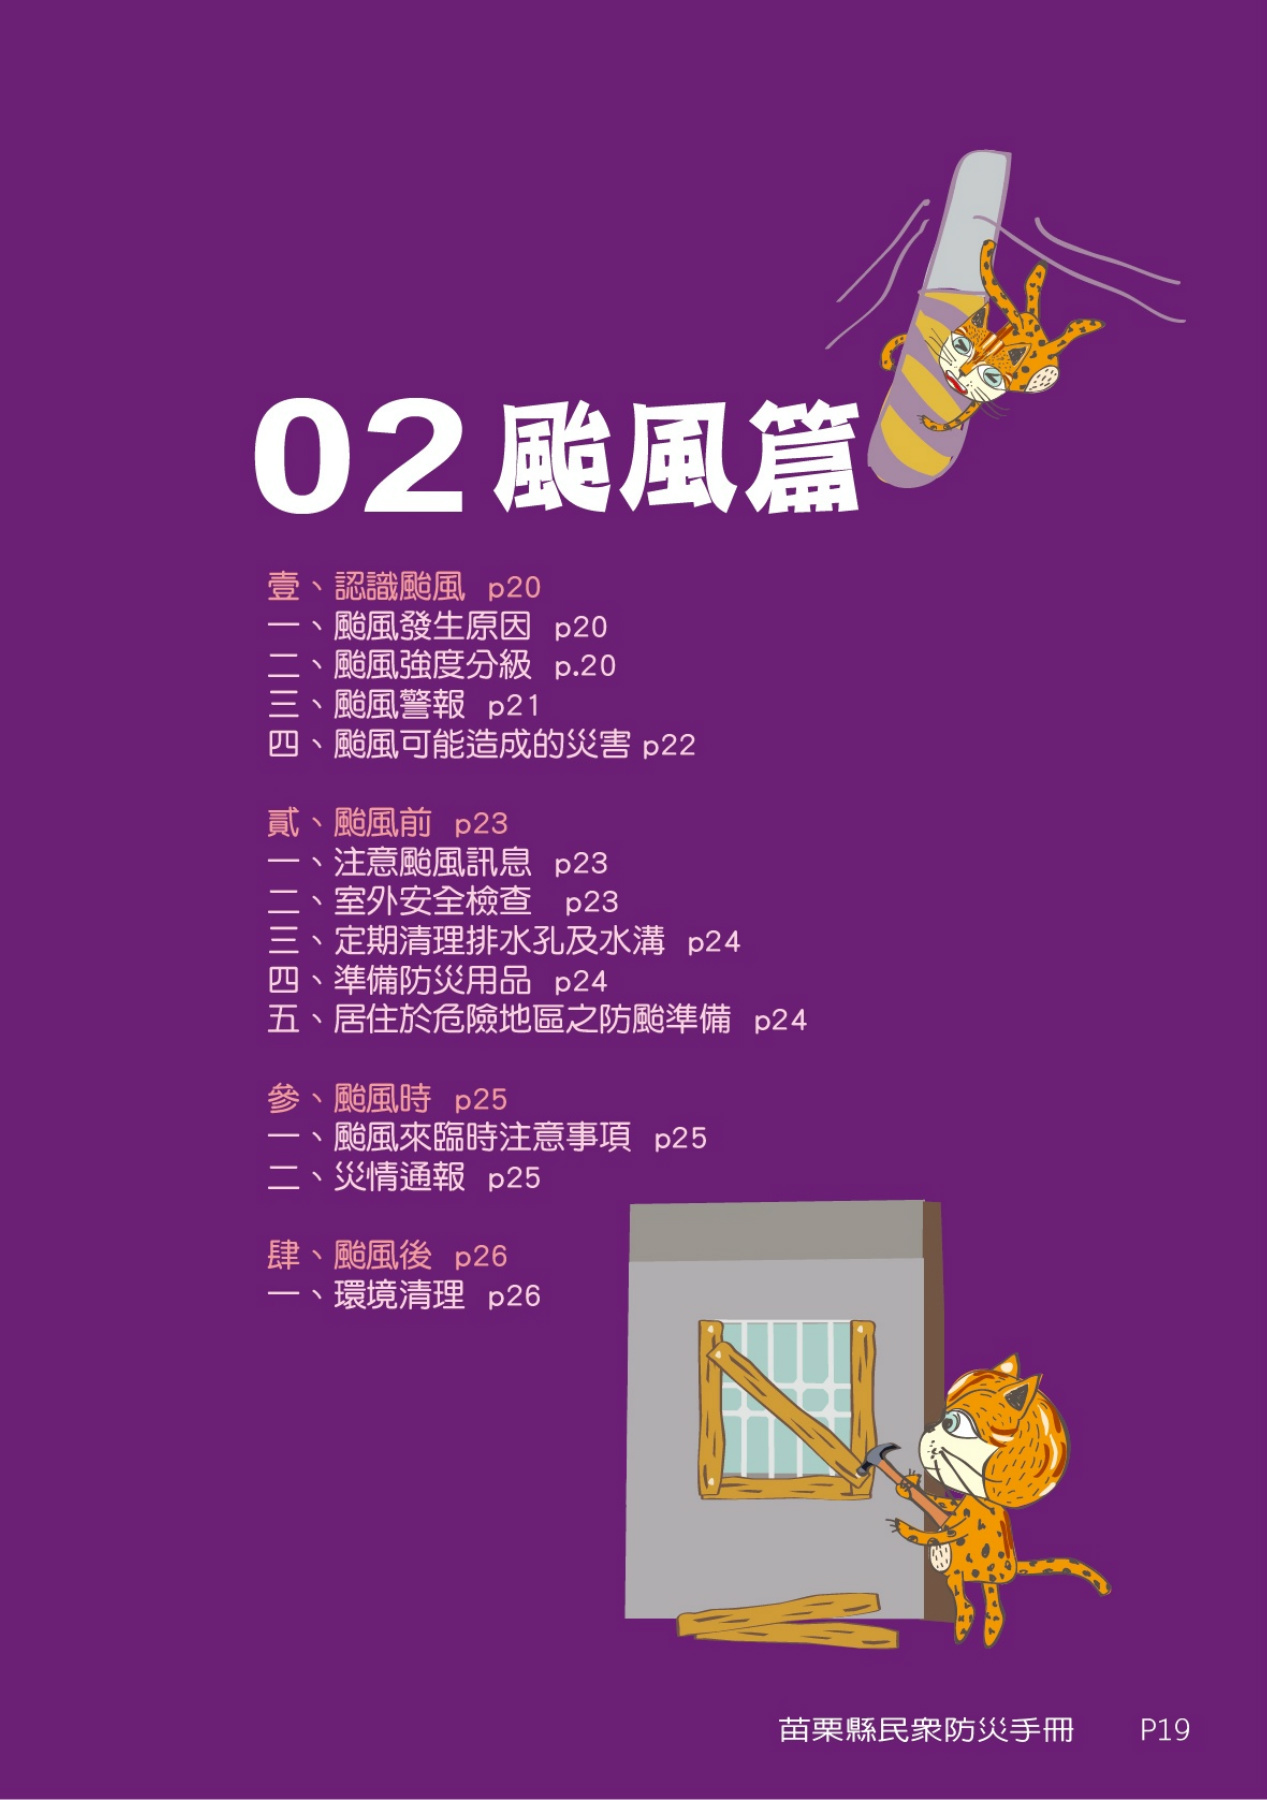 02 颱風篇
壹、認識颱風 p20
一、颱風發生原因 p20
二、颱風強度分級 p.20
三、颱風警報 p21
四、颱風可能造成的災害 p22
貳、颱風前 p23
一、注意颱風訊息 p23
二、室外安全檢查 p23
三、定期清理排水孔及水溝 p24
四、準備防災用品 p24
五、居住於危險地區之防颱準備 p24
參、颱風時 p25
一、颱風來臨時注意事項 p25
二、災情通報 p25
肆、颱風後 p26
一、環境清理 p26
苗栗縣民眾防災手冊 P19